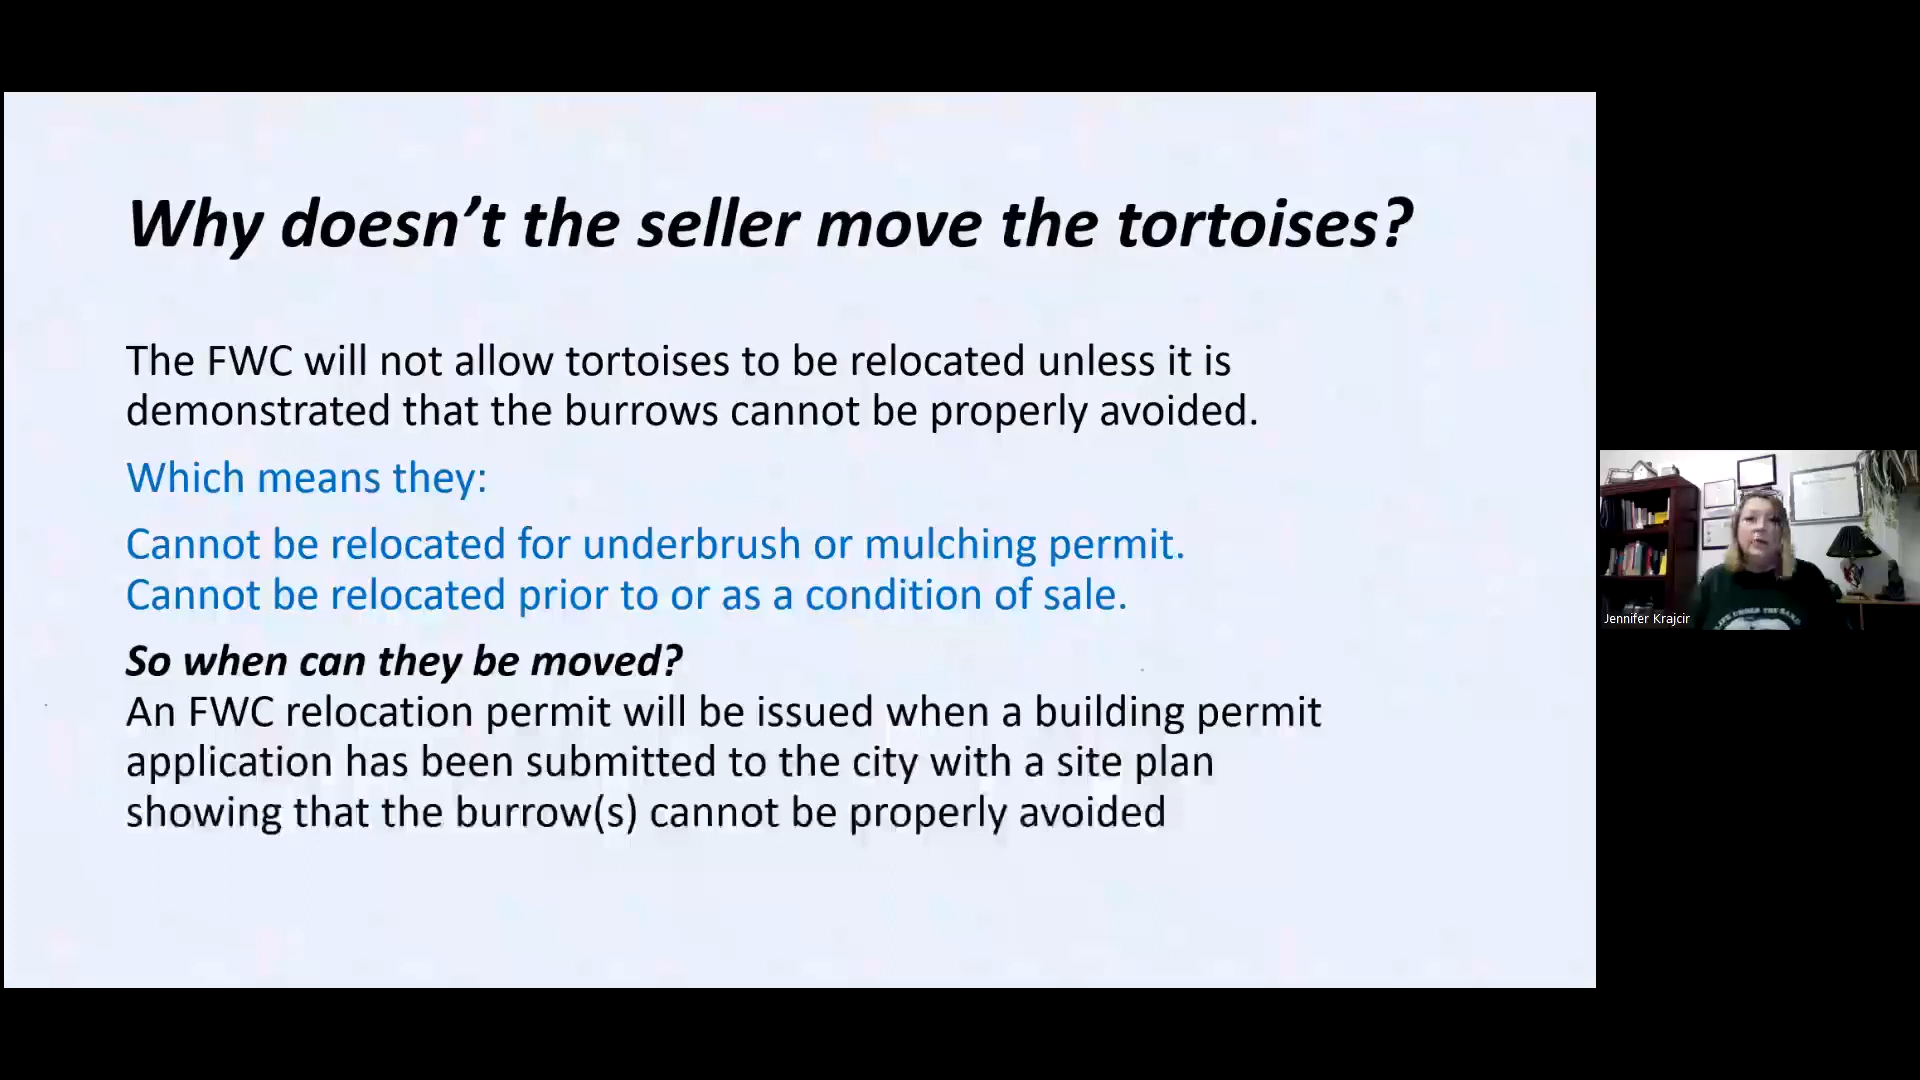 Why doesn’t the seller move the tortoises?
The FWC will not allow tortoises to be relocated unless it is
demonstrated that the burrows cannot be properly avoided.
Which means they:
Cannot be relocated for underbrush or mulching permit.
Cannot be relocated prior to or as a condition of sale.
So when can they be moved?
An FWC relocation permit will be issued when a building permit
application has been submitted to the city with a site plan
showing that the burrow(s) cannot be properly avoided
Jennifer Krajcir